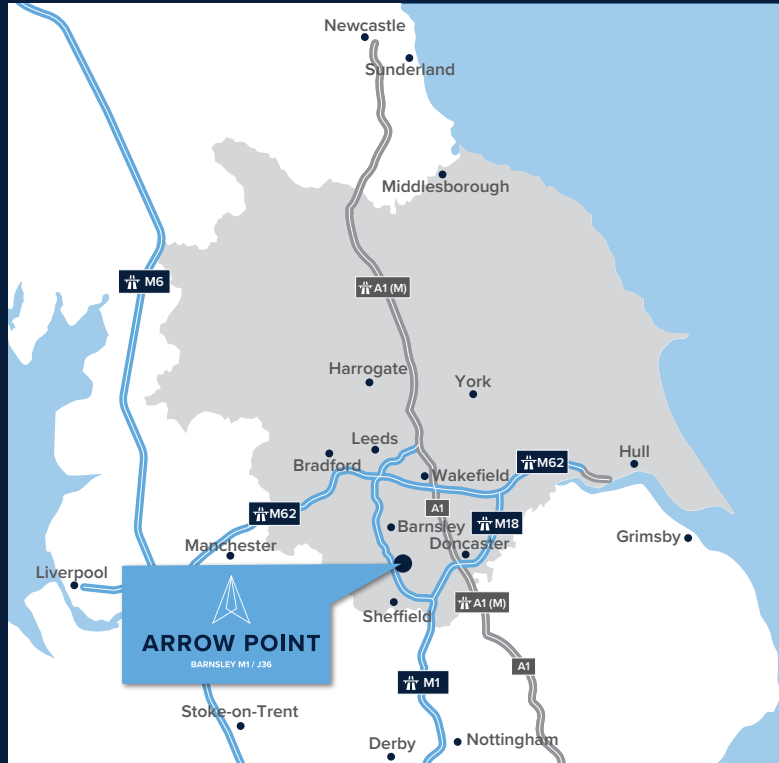 Newcastle
Sunderland
Middlesborough
M6
A1 (M)
Harrogate
York
Leeds
Bradford
Wakefield
M62
Hull
M62
A1
Barnsley
M18
Manchester
Doncaster
Grimsby
Liverpool
ARROW POINT
BARNSLEY M1 / J36
Sheffield
A1 (M)
A1
M1
Stoke-on-Trent
Derby
Nottingham